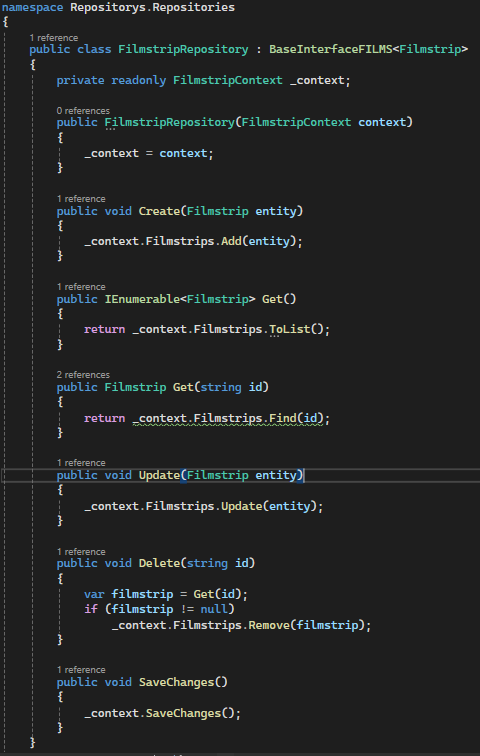 namespace Repositorys.Repositories
{
1 reference
public class FilmstripRepository : BaseInterfaceFILMS<Filmstrip>
{
private readonly FilmstripContext _context;
0 references
public FilmstripRepository(FilmstripContext context)
{
_context = context;
}
1 reference
public void Create(Filmstrip entity)
{
_context.Filmstrips.Add(entity);
}
1 reference
public IEnumerable<Filmstrip> Get()
{
return _context.Filmstrips.ToList();
}
2 references
public Filmstrip Get(string id)
{
return _context.Filmstrips.Find(id);
}
1 reference
public void Update(Filmstrip entity)
{
_context.Filmstrips.Update(entity);
}
1 reference
public void Delete(string id)
{
var filmstrip = Get(id);
if (filmstrip != null)
_context.Filmstrips.Remove(filmstrip);
}
1 reference
public void SaveChanges()
{
_context.SaveChanges();
}
}